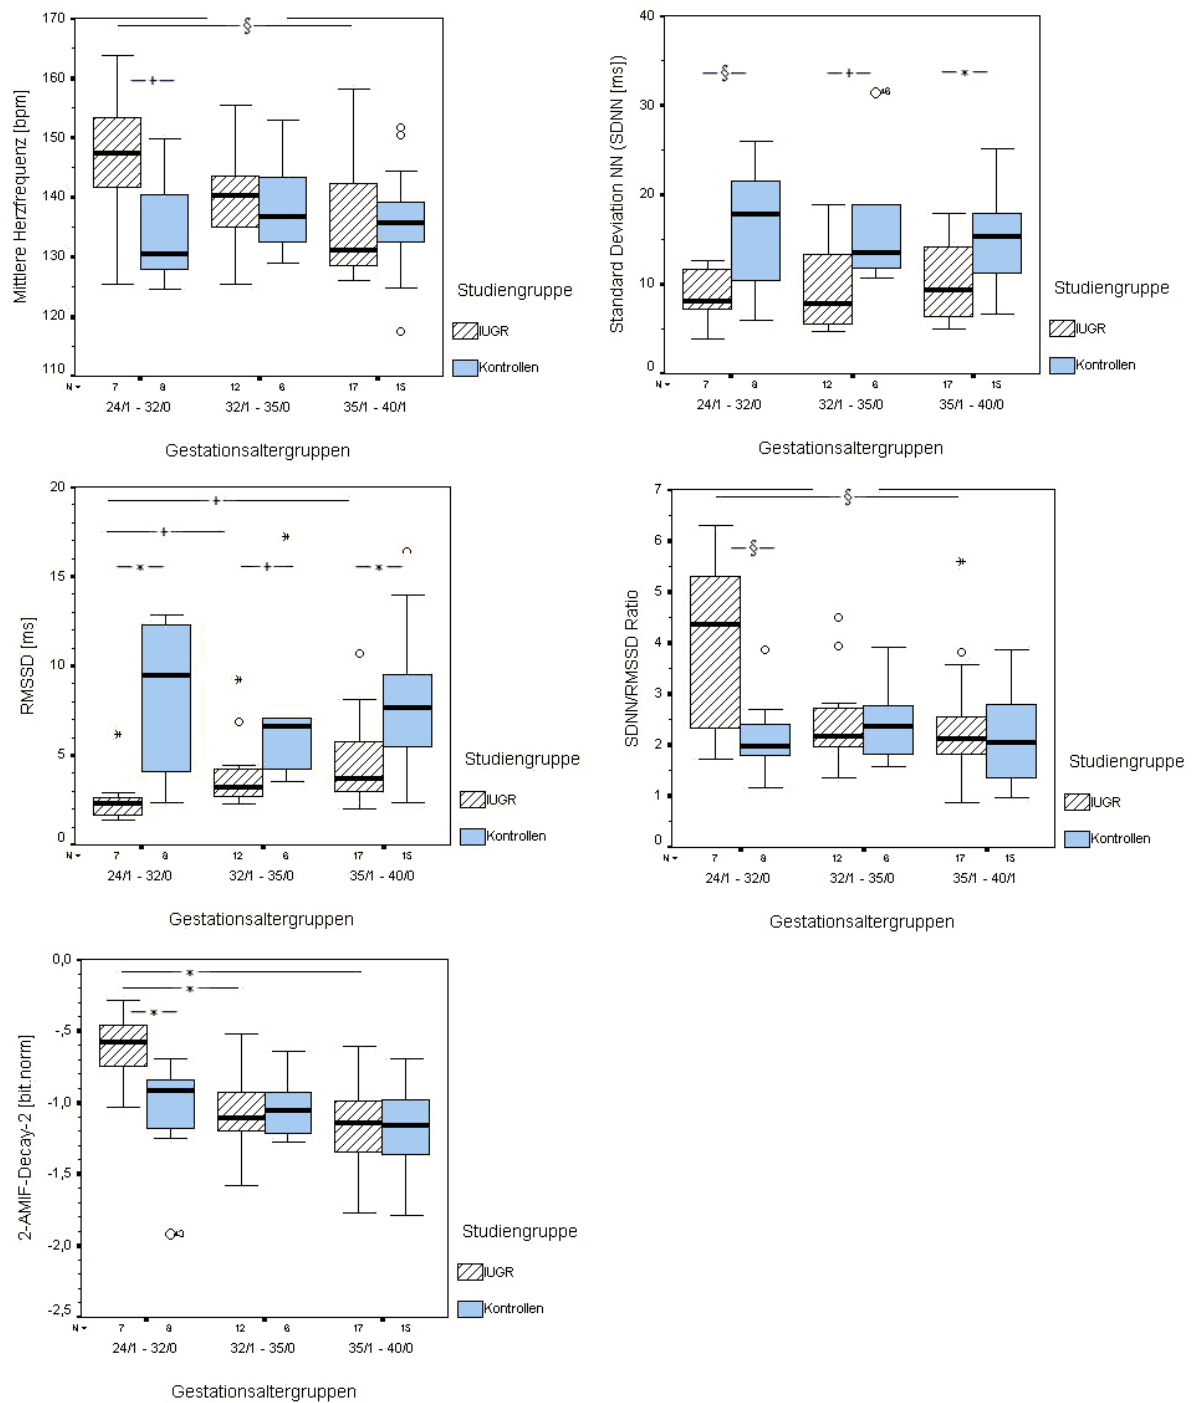 170
160
150
140
130
120
110
Mittlere Herzfrequenz [bpm]
§
+
N =
7 8 12 6 17 15
24/1 - 32/0 32/1 - 35/0 35/1 - 40/1
Gestationsaltergruppen
Studiengruppe
IUGR
Kontrollen
40
30
20
10
0
Standard Deviation NN (SDNN [ms])
§ + *
N =
7 8 12 6 17 15
24/1 - 32/0 32/1 - 35/0 35/1 - 40/0
Gestationsaltergruppen
Studiengruppe
IUGR
Kontrollen
20
15
10
5
0
RMSSD [ms]
+
+
* + *
N =
7 8 12 6 17 15
24/1 - 32/0 32/1 - 35/0 35/1 - 40/0
Gestationsaltergruppen
Studiengruppe
IUGR
Kontrollen
7
6
5
4
3
2
1
0
SDNN/RMSSD Ratio
§
§
N =
7 8 12 6 17 15
24/1 - 32/0 32/1 - 35/0 35/1 - 40/1
Gestationsaltergruppen
Studiengruppe
IUGR
Kontrollen
0,0
-,5
-1,0
-1,5
-2,0
-2,5
2-AMIF-Decay-2 [bit.norm]
*
*
*
N =
7 8 12 6 17 15
24/1 - 32/0 32/1 - 35/0 35/1 - 40/0
Gestationsaltergruppen
Studiengruppe
IUGR
Kontrollen